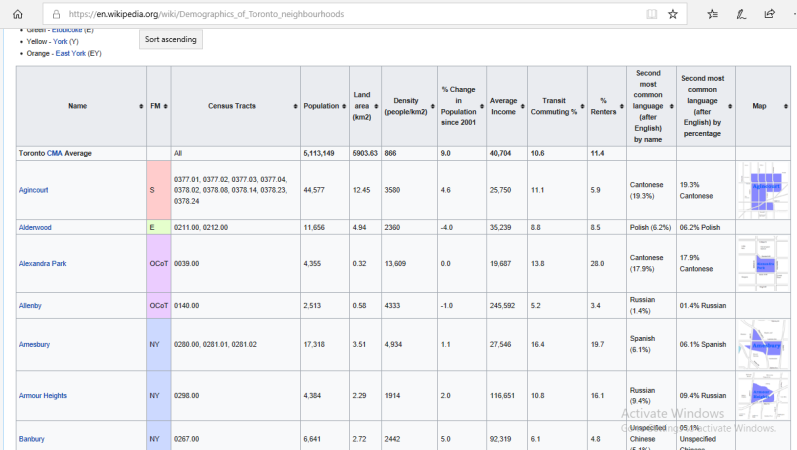 https://en.wikipedia.org/wiki/Demographics_of_Toronto_neighbourhoods
Green - Etobicoke (E)
Yellow - York (Y)
Orange - East York (EY)
Sort ascending
Name FM Census Tracts Population Land area (km2) Density (people/km2) % Change in Population since 2001 Average Income Transit Commuting % % Renters Second most common language (after English) by name Second most common language (after English) by percentage Map
Toronto CMA Average All 5,113,149 5903.63 866 9.0 40,704 10.6 11.4
Agincourt S 0377.01, 0377.02, 0377.03, 0377.04, 0378.02, 0378.08, 0378.14, 0378.23, 0378.24 44,577 12.45 3580 4.6 25,750 11.1 5.9 Cantonese (19.3%) 19.3% Cantonese Agincourt
Alderwood E 0211.00, 0212.00 11,656 4.94 2360 -4.0 35,239 8.8 8.5 Polish (6.2%) 06.2% Polish
Alexandra Park OCoT 0039.00 4,355 0.32 13,609 0.0 19,687 13.8 28.0 Cantonese (17.9%) 17.9% Cantonese
Allenby OCoT 0140.00 2,513 0.58 4333 -1.0 245,592 5.2 3.4 Russian (1.4%) 01.4% Russian
Amesbury NY 0280.00, 0281.01, 0281.02 17,318 3.51 4,934 1.1 27,546 16.4 19.7 Spanish (6.1%) 06.1% Spanish
Armour Heights NY 0298.00 4,384 2.29 1914 2.0 116,651 10.8 16.1 Russian (9.4%) 09.4% Russian
Banbury NY 0267.00 6,641 2.72 2442 5.0 92,319 6.1 4.8 Unspecified Chinese (5.1%) 05.1% Unspecified Chinese
Activate Windows